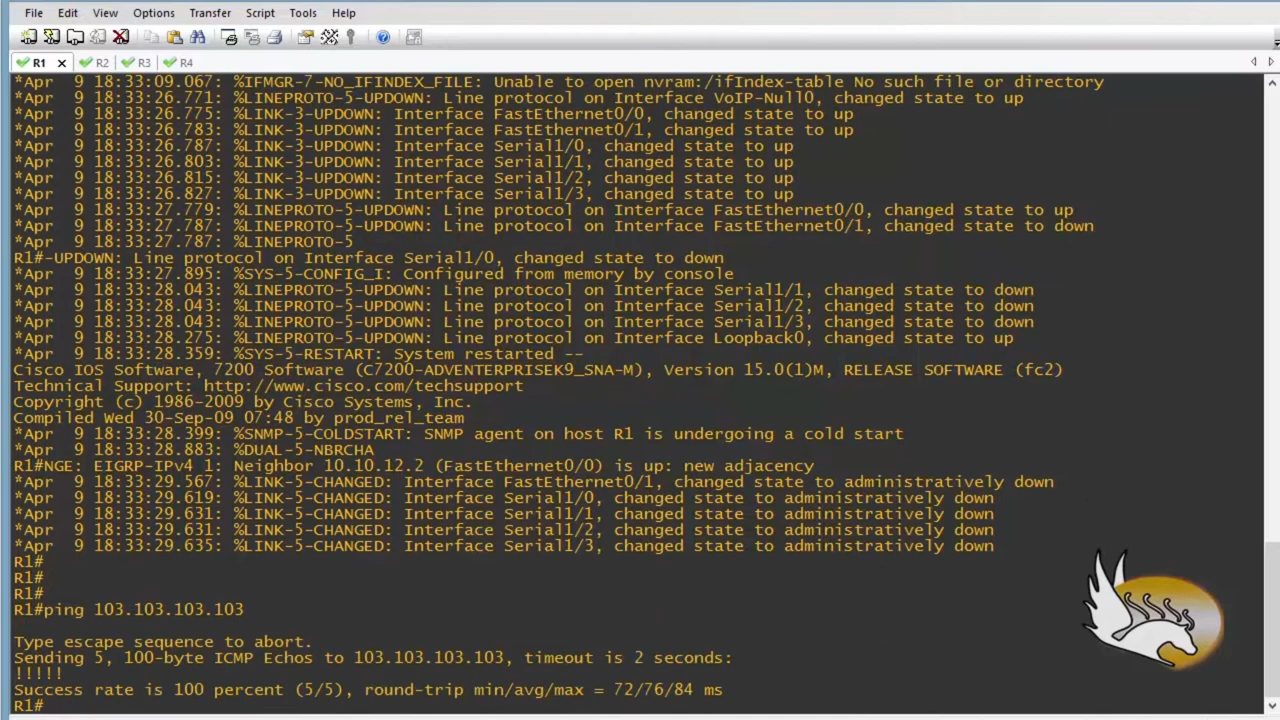 File Edit View Options Transfer Script Tools Help
R1 x R2 R3 R4
*Apr  9 18:33:09.067: %IFMGR-7-NO_IFINDEX_FILE: Unable to open nvram:/ifIndex-table No such file or directory
*Apr  9 18:33:26.771: %LINEPROTO-5-UPDOWN: Line protocol on Interface VoIP-Null0, changed state to up
*Apr  9 18:33:26.775: %LINK-3-UPDOWN: Interface FastEthernet0/0, changed state to up
*Apr  9 18:33:26.783: %LINK-3-UPDOWN: Interface FastEthernet0/1, changed state to up
*Apr  9 18:33:26.787: %LINK-3-UPDOWN: Interface Serial1/0, changed state to up
*Apr  9 18:33:26.803: %LINK-3-UPDOWN: Interface Serial1/1, changed state to up
*Apr  9 18:33:26.815: %LINK-3-UPDOWN: Interface Serial1/2, changed state to up
*Apr  9 18:33:26.827: %LINK-3-UPDOWN: Interface Serial1/3, changed state to up
*Apr  9 18:33:27.779: %LINEPROTO-5-UPDOWN: Line protocol on Interface FastEthernet0/0, changed state to up
*Apr  9 18:33:27.787: %LINEPROTO-5-UPDOWN: Line protocol on Interface FastEthernet0/1, changed state to down
*Apr  9 18:33:27.787: %LINEPROTO-5
R1#-UPDOWN: Line protocol on Interface Serial1/0, changed state to down
*Apr  9 18:33:27.895: %SYS-5-CONFIG_I: Configured from memory by console
*Apr  9 18:33:28.043: %LINEPROTO-5-UPDOWN: Line protocol on Interface Serial1/1, changed state to down
*Apr  9 18:33:28.043: %LINEPROTO-5-UPDOWN: Line protocol on Interface Serial1/2, changed state to down
*Apr  9 18:33:28.043: %LINEPROTO-5-UPDOWN: Line protocol on Interface Serial1/3, changed state to down
*Apr  9 18:33:28.275: %LINEPROTO-5-UPDOWN: Line protocol on Interface Loopback0, changed state to up
*Apr  9 18:33:28.359: %SYS-5-RESTART: System restarted --
Cisco IOS Software, 7200 Software (C7200-ADVENTERPRISEK9_SNA-M), Version 15.0(1)M, RELEASE SOFTWARE (fc2)
Technical Support: http://www.cisco.com/techsupport
Copyright (c) 1986-2009 by Cisco Systems, Inc.
Compiled Wed 30-Sep-09 07:48 by prod_rel_team
*Apr  9 18:33:28.399: %SNMP-5-COLDSTART: SNMP agent on host R1 is undergoing a cold start
*Apr  9 18:33:28.883: %DUAL-5-NBRCHA
R1#NGE: EIGRP-IPv4 1: Neighbor 10.10.12.2 (FastEthernet0/0) is up: new adjacency
*Apr  9 18:33:29.567: %LINK-5-CHANGED: Interface FastEthernet0/1, changed state to administratively down
*Apr  9 18:33:29.619: %LINK-5-CHANGED: Interface Serial1/0, changed state to administratively down
*Apr  9 18:33:29.631: %LINK-5-CHANGED: Interface Serial1/1, changed state to administratively down
*Apr  9 18:33:29.631: %LINK-5-CHANGED: Interface Serial1/2, changed state to administratively down
*Apr  9 18:33:29.635: %LINK-5-CHANGED: Interface Serial1/3, changed state to administratively down
R1#
R1#
R1#
R1#ping 103.103.103.103
Type escape sequence to abort.
Sending 5, 100-byte ICMP Echos to 103.103.103.103, timeout is 2 seconds:
!!!!!
Success rate is 100 percent (5/5), round-trip min/avg/max = 72/76/84 ms
R1#